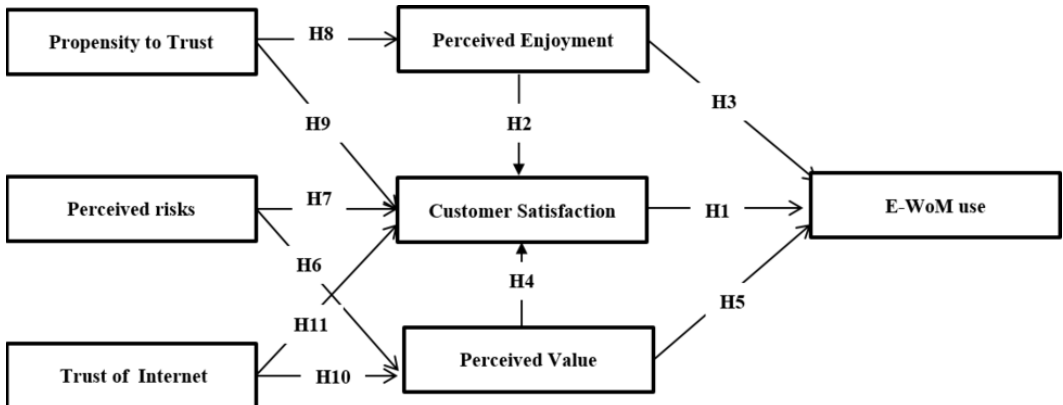 Propensity to Trust
H8
Perceived Enjoyment
H3
H9
H2
Perceived risks
H7
Customer Satisfaction
H1
E-WoM use
H6
H4
H5
H11
Trust of Internet
H10
Perceived Value